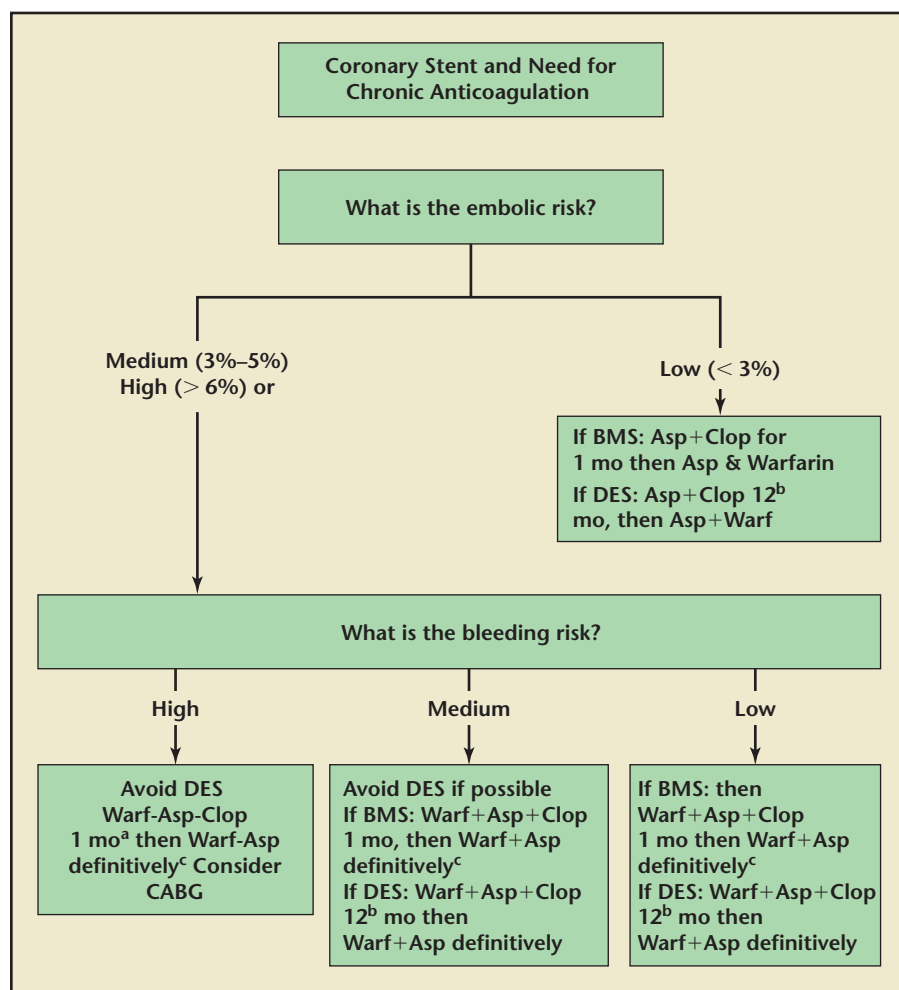 Coronary Stent and Need for
Chronic Anticoagulation
What is the embolic risk?
Medium (3%–5%)
High (> 6%) or
Low (< 3%)
If BMS: Asp+Clop for
1 mo then Asp & Warfarin
If DES: Asp+Clop 12ᵇ
mo, then Asp+Warf
What is the bleeding risk?
High
Medium
Low
Avoid DES
Warf-Asp-Clop
1 moᵃ then Warf-Asp
definitivelyᶜ Consider
CABG
Avoid DES if possible
If BMS: Warf+Asp+Clop
1 mo, then Warf+Asp
definitivelyᶜ
If DES: Warf+Asp+Clop
12ᵇ mo then
Warf+Asp definitively
If BMS: then
Warf+Asp+Clop
1 mo then Warf+Asp
definitivelyᶜ
If DES: Warf+Asp+Clop
12ᵇ mo then
Warf+Asp definitively